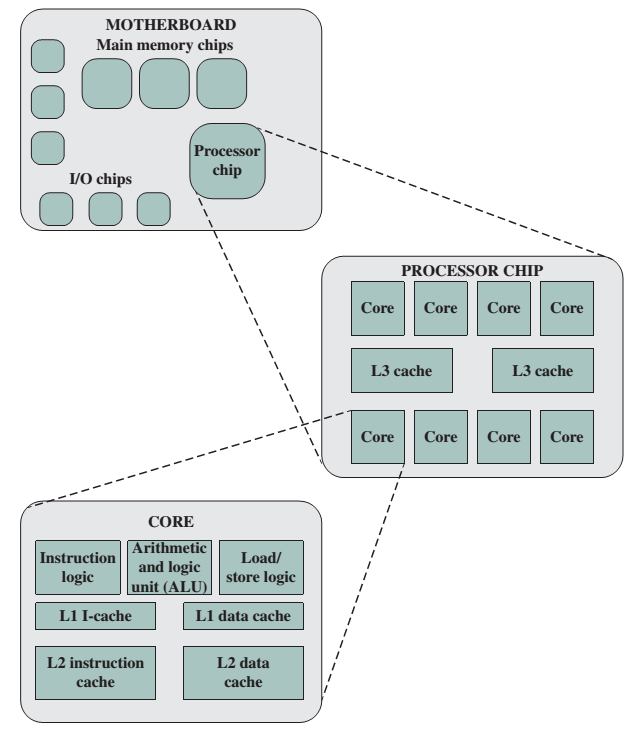 MOTHERBOARD
Main memory chips
Processor
chip
I/O chips
PROCESSOR CHIP
Core
Core
Core
Core
L3 cache
L3 cache
Core
Core
Core
Core
CORE
Instruction
logic
Arithmetic
and logic
unit (ALU)
Load/
store logic
L1 I-cache
L1 data cache
L2 instruction
cache
L2 data
cache